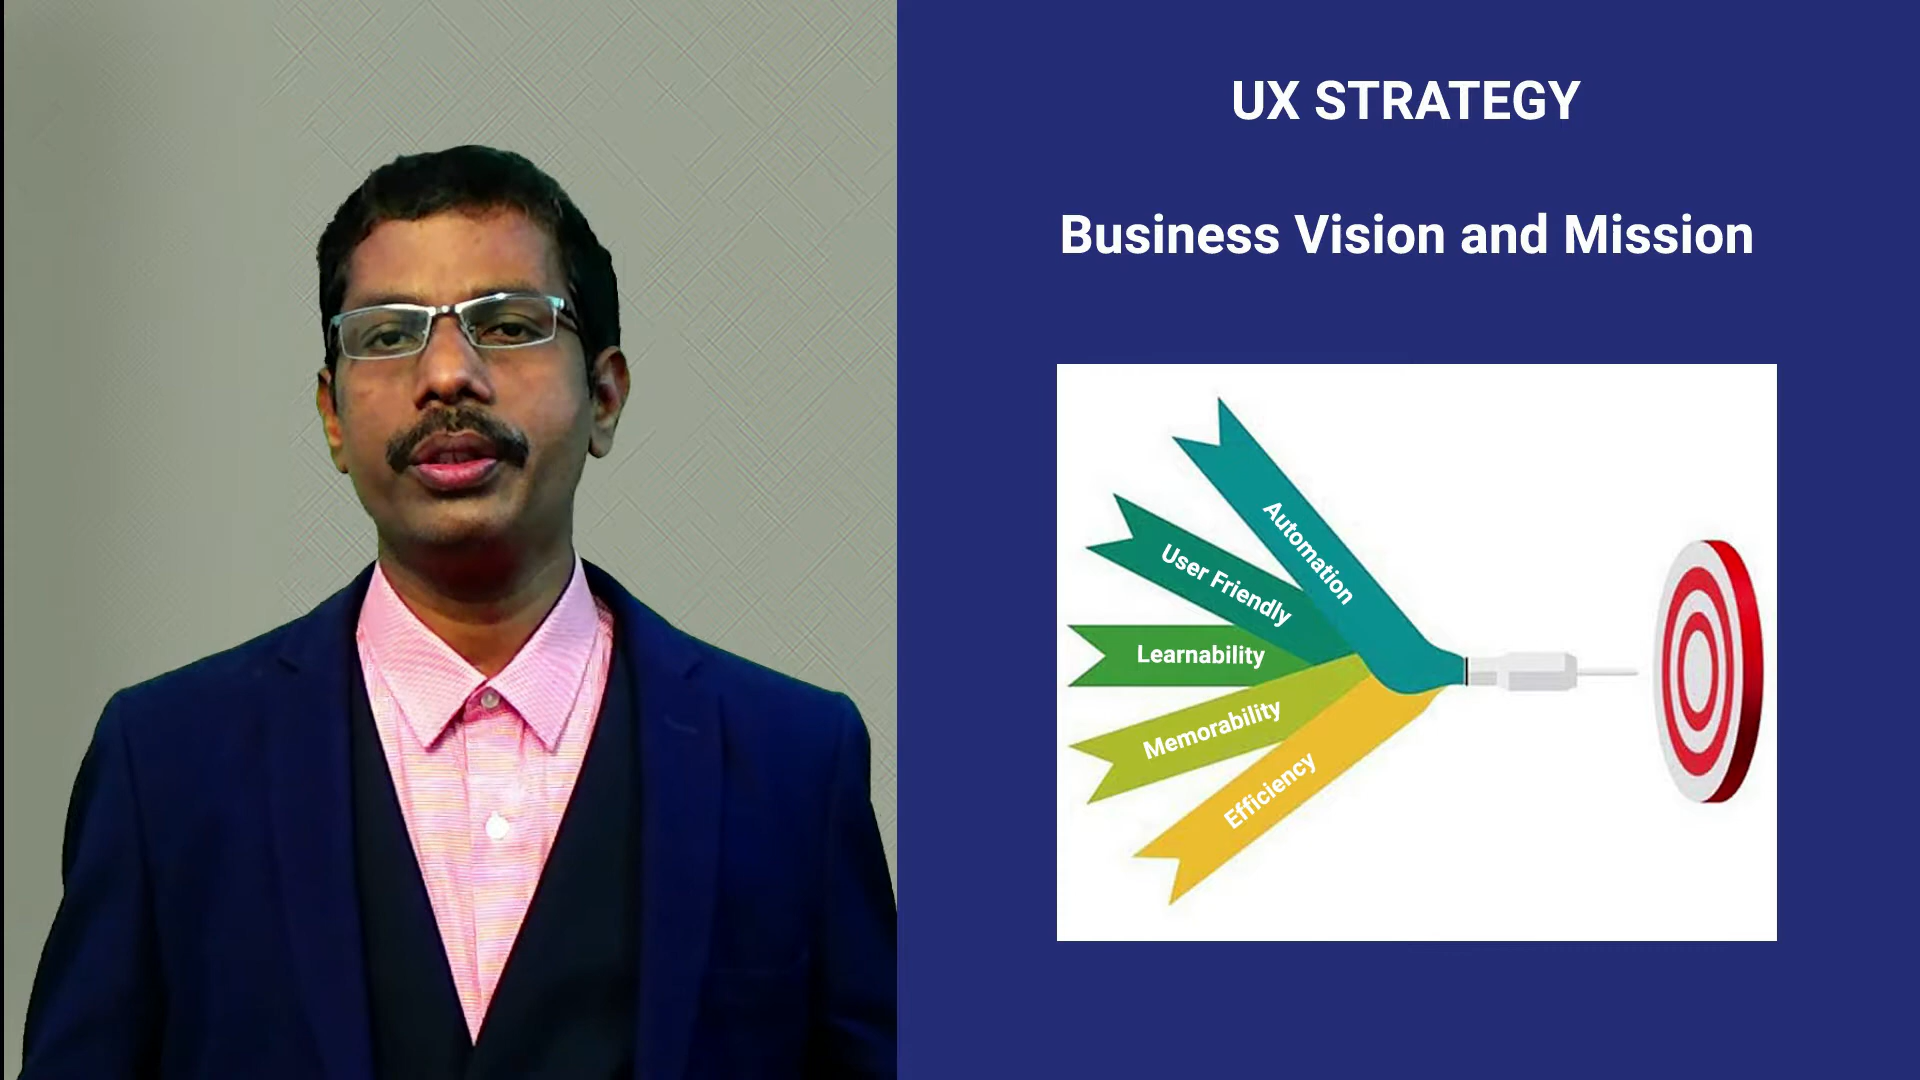 UX STRATEGY
Business Vision and Mission
Automation
User Friendly
Learnability
Memorability
Efficiency